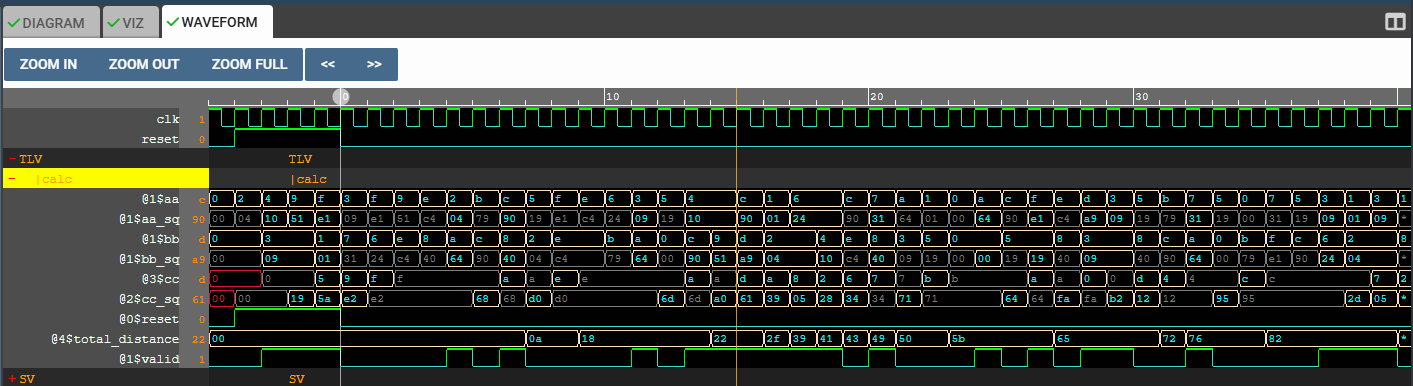 DIAGRAM VIZ WAVEFORM
ZOOM IN ZOOM OUT ZOOM FULL << >>
0 10 20 30
clk 1
reset 0
-TLV TLV
- |calc |calc
@1$aa c 0 2 4 9 f 3 f 9 e 2 b c 5 f e 6 3 5 4 c 1 6 c 7 a 1 0 a c f e d 3 5 b 7 5 0 7 5 3 1 3 1
@1$aa_sq 90 00 04 10 51 e1 09 e1 51 c4 04 79 90 19 e1 c4 24 09 19 10 90 01 24 90 31 64 01 00 64 90 e1 c4 a9 09 19 79 31 19 00 31 19 09 01 09 *
@1$bb d 0 3 1 7 6 e 8 a c 8 2 e b a 0 c 9 d 2 4 e 8 3 5 0 5 8 3 8 c a 0 b f c 6 2 8
@1$bb_sq a9 00 09 01 31 24 c4 40 64 90 40 04 c4 79 64 00 90 51 a9 04 10 c4 40 09 19 00 00 19 40 09 40 90 64 00 79 e1 90 24 04 *
@3$cc d 0 0 5 9 f f a a e e a a d a 8 2 6 7 7 b b a a 0 0 d 4 4 c c 7 2
@2$cc_sq 61 00 00 19 5a e2 e2 68 68 d0 d0 6d 6d a0 61 39 05 28 34 34 71 71 64 64 fa fa b2 12 12 95 95 2d 05 *
@0$reset 0
@4$total_distance 22 00 0a 18 22 2f 39 41 43 49 50 5b 65 72 76 82 *
@1$valid 1
+SV SV